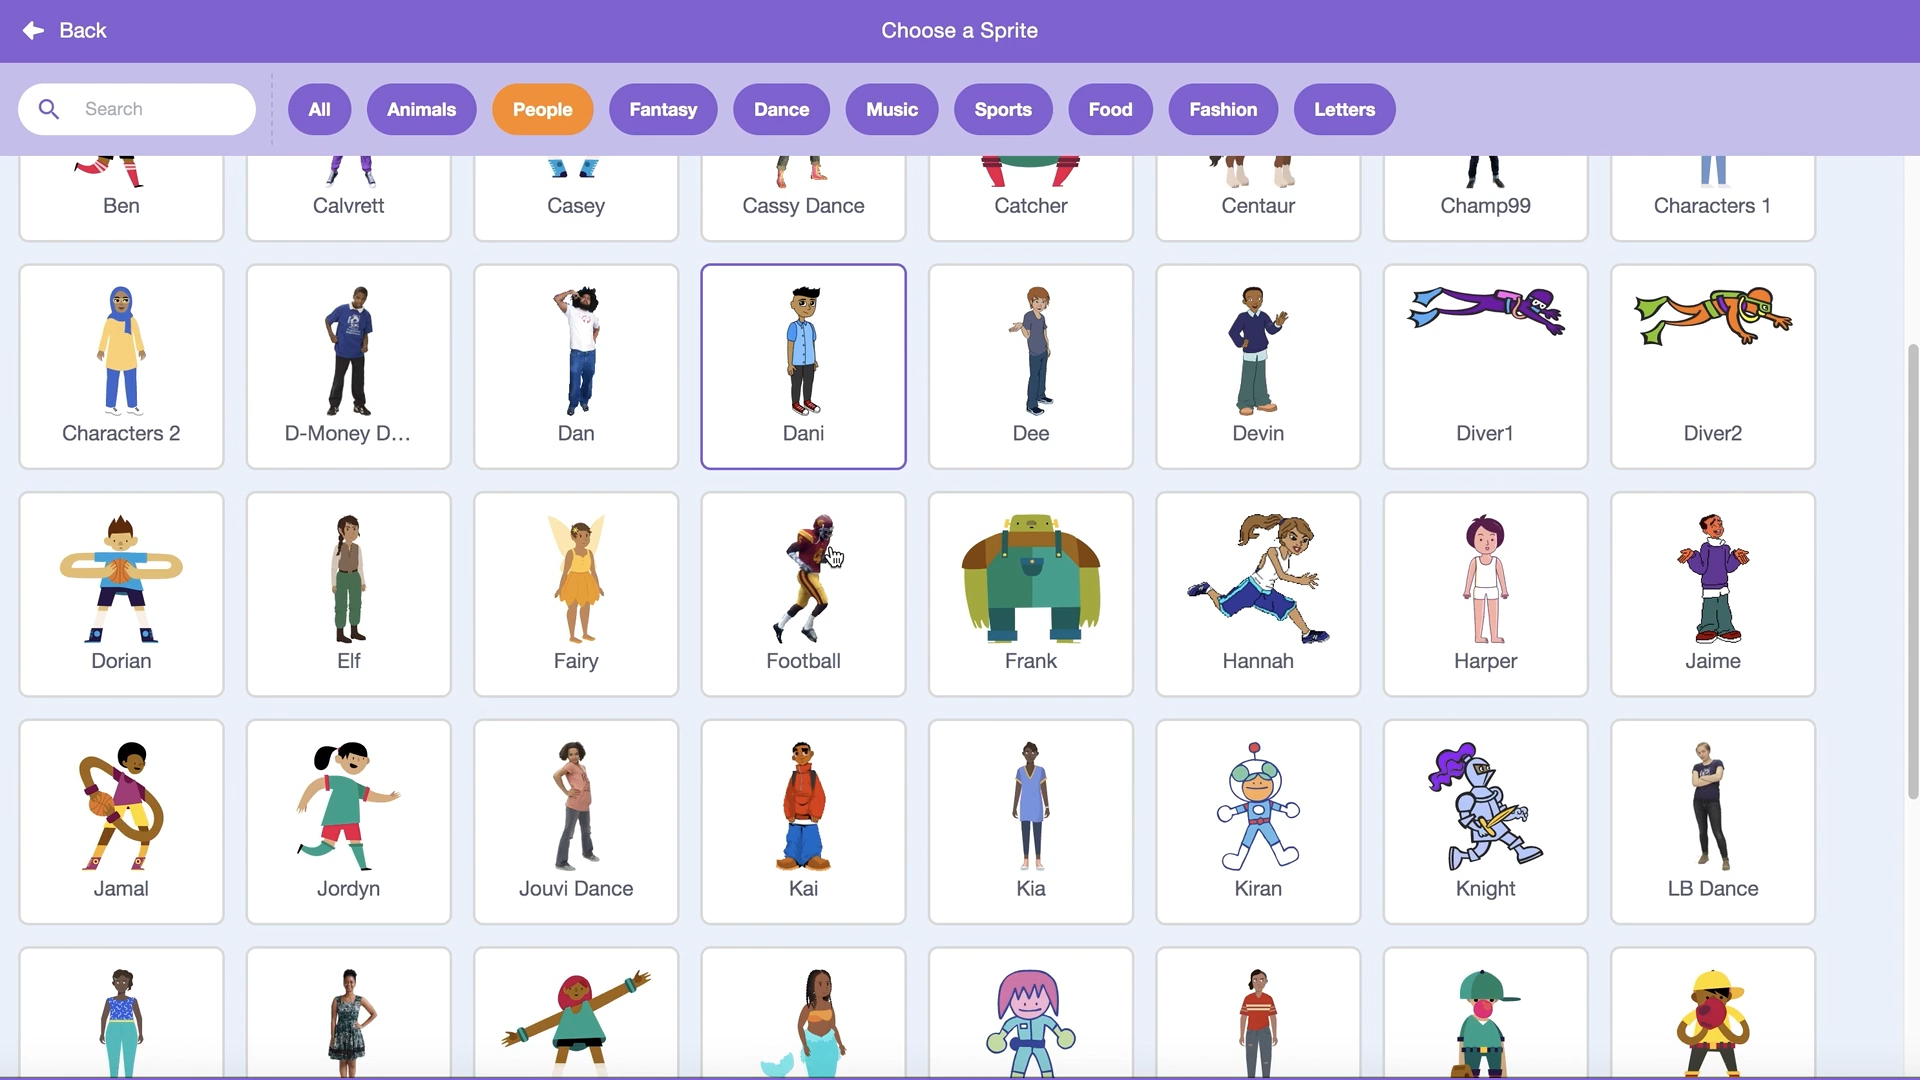 Back
Choose a Sprite
Search
All
Animals
People
Fantasy
Dance
Music
Sports
Food
Fashion
Letters
Ben
Calvrett
Casey
Cassy Dance
Catcher
Centaur
Champ99
Characters 1
Characters 2
D-Money D...
Dan
Dani
Dee
Devin
Diver1
Diver2
Dorian
Elf
Fairy
Football
Frank
Hannah
Harper
Jaime
Jamal
Jordyn
Jouvi Dance
Kai
Kia
Kiran
Knight
LB Dance